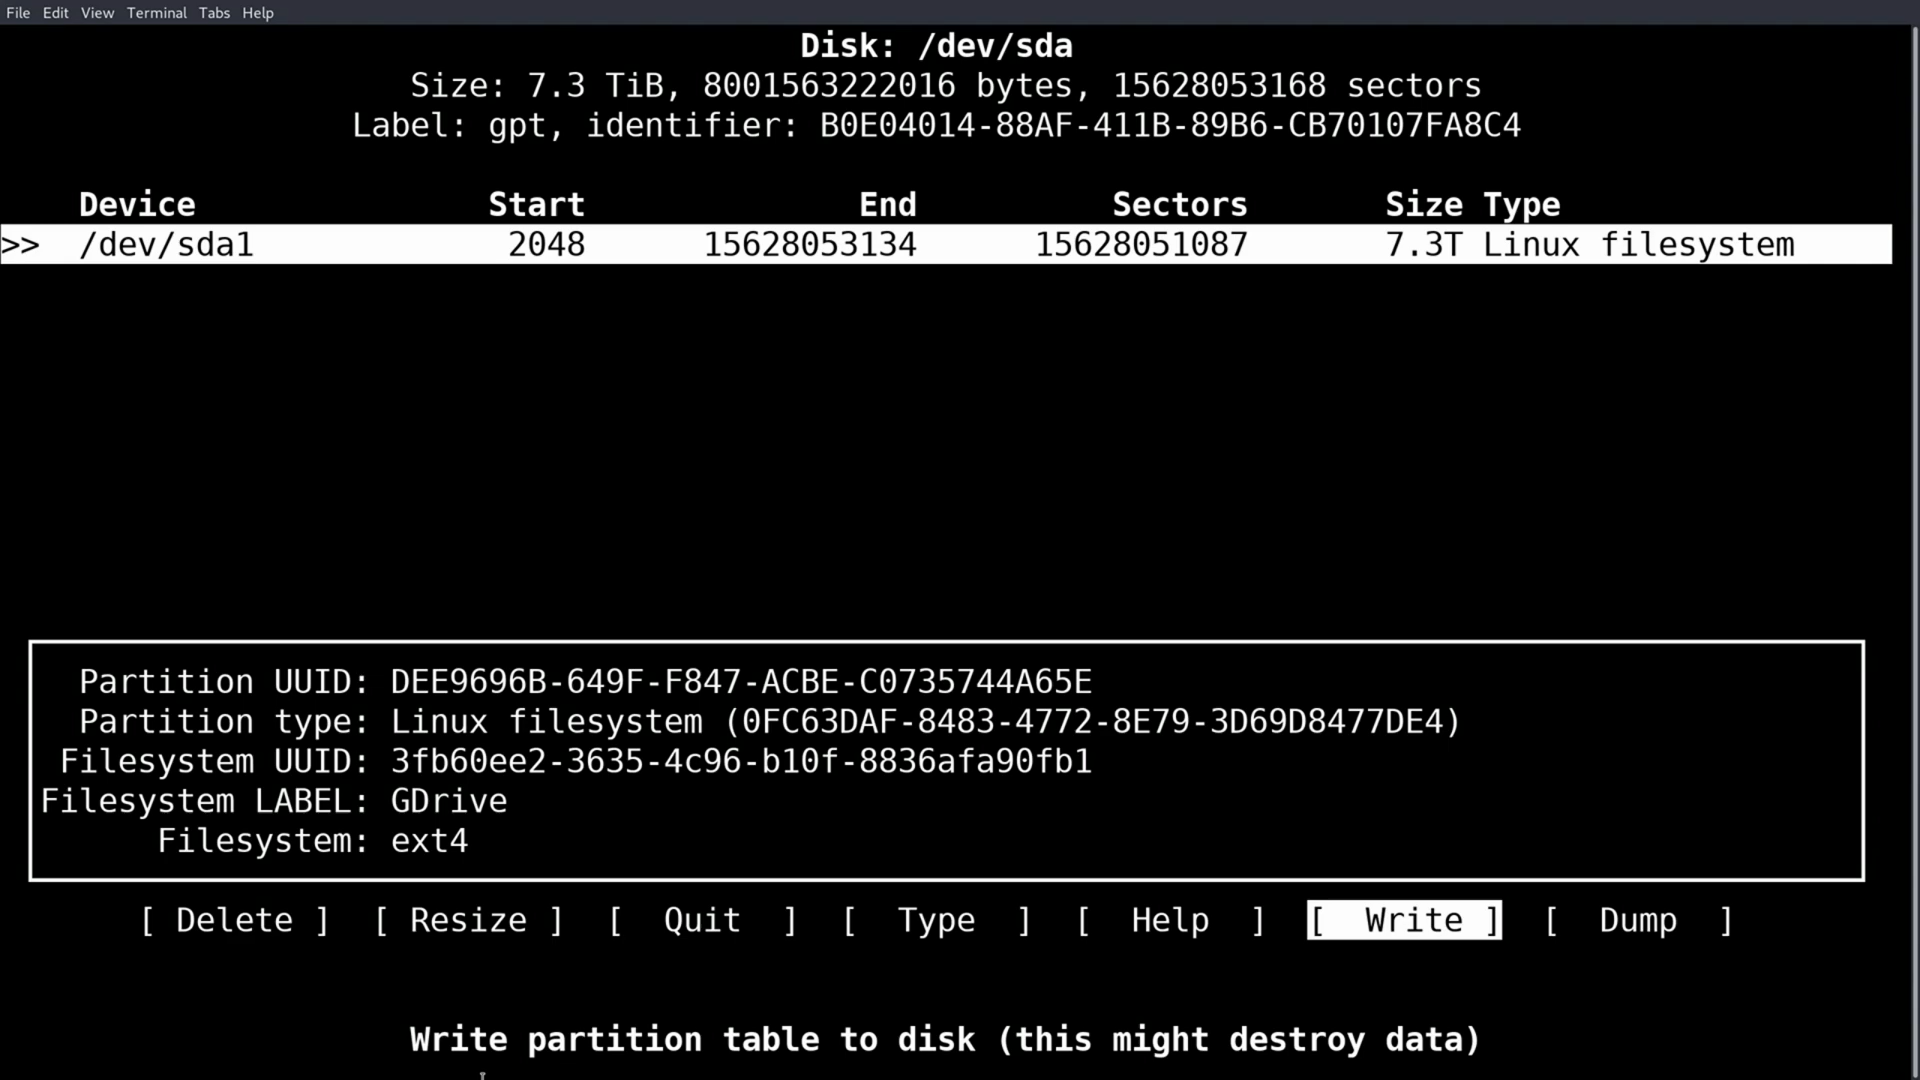 File Edit View Terminal Tabs Help
Disk: /dev/sda
Size: 7.3 TiB, 8001563222016 bytes, 15628053168 sectors
Label: gpt, identifier: B0E04014-88AF-411B-89B6-CB70107FA8C4
Device Start End Sectors Size Type
>> /dev/sda1 2048 15628053134 15628051087 7.3T Linux filesystem
Partition UUID: DEE9696B-649F-F847-ACBE-C0735744A65E
Partition type: Linux filesystem (0FC63DAF-8483-4772-8E79-3D69D8477DE4)
Filesystem UUID: 3fb60ee2-3635-4c96-b10f-8836afa90fb1
Filesystem LABEL: GDrive
Filesystem: ext4
[ Delete ] [ Resize ] [ Quit ] [ Type ] [ Help ] [ Write ] [ Dump ]
Write partition table to disk (this might destroy data)